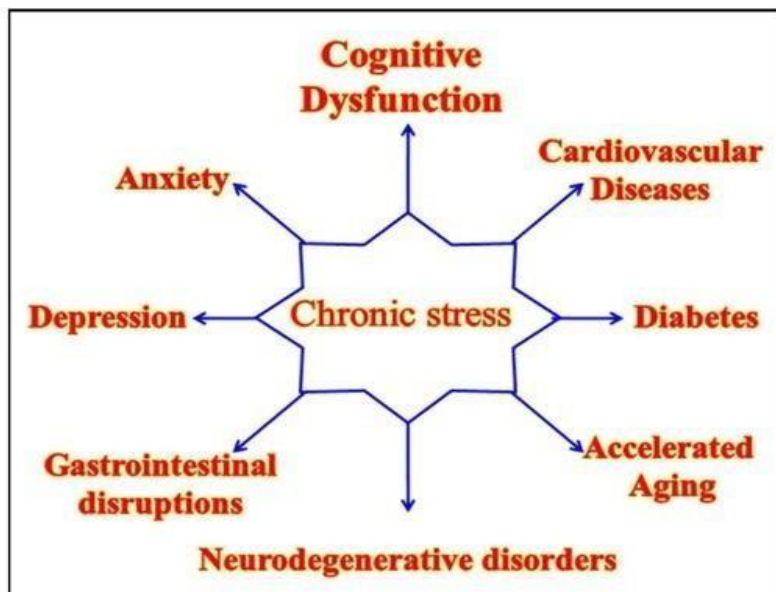 Cognitive
Dysfunction
Cardiovascular
Diseases
Anxiety
Depression
Chronic stress
Diabetes
Gastrointestinal
disruptions
Accelerated
Aging
Neurodegenerative disorders